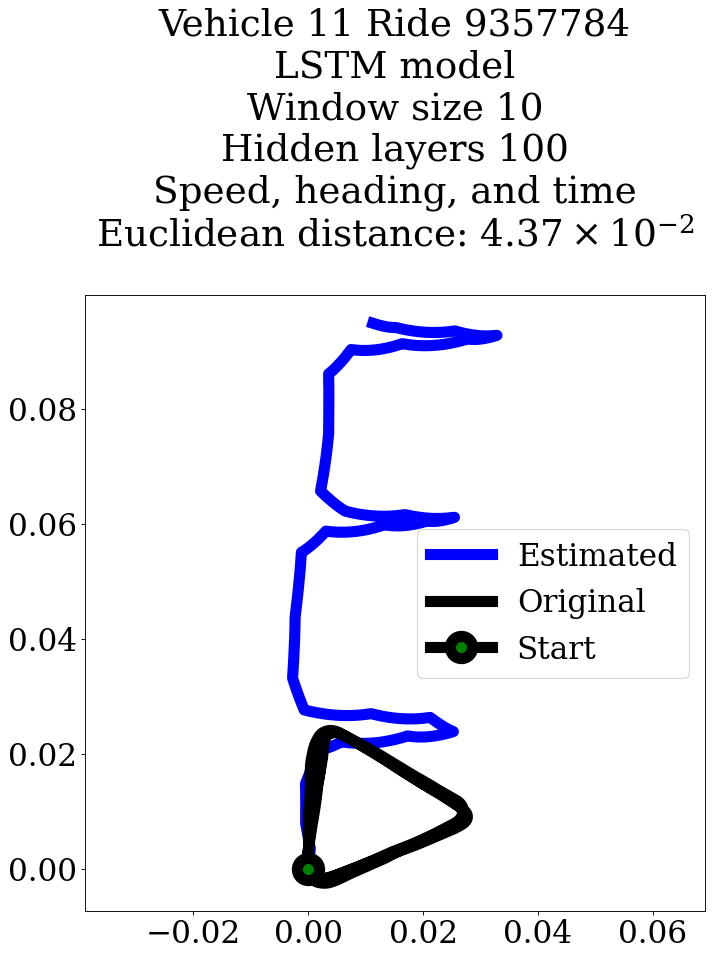 Vehicle 11 Ride 9357784
LSTM model
Window size 10
Hidden layers 100
Speed, heading, and time
Euclidean distance: 4.37 × 10⁻²
0.08
0.06
0.04
0.02
0.00
Estimated
Original
Start
−0.02 0.00 0.02 0.04 0.06